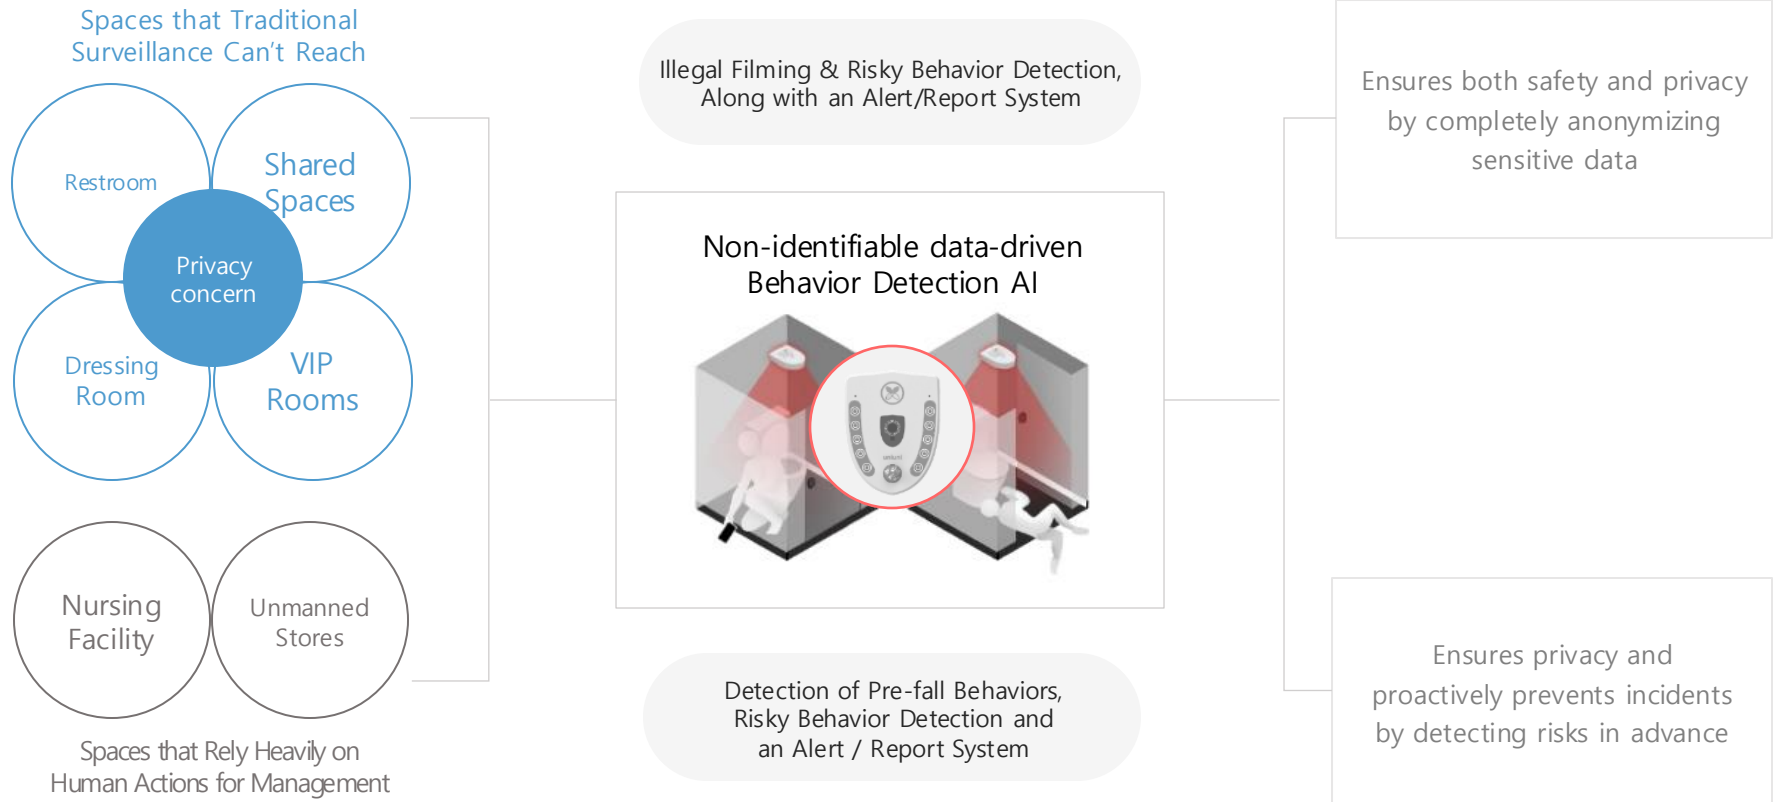 Spaces that Traditional
Surveillance Can't Reach
Restroom
Shared
Spaces
Privacy
concern
Dressing
Room
VIP
Rooms
Nursing
Facility
Unmanned
Stores
Spaces that Rely Heavily on
Human Actions for Management
Illegal Filming & Risky Behavior Detection,
Along with an Alert/Report System
Non-identifiable data-driven
Behavior Detection AI
Detection of Pre-fall Behaviors,
Risky Behavior Detection and
an Alert / Report System
Ensures both safety and privacy
by completely anonymizing
sensitive data
Ensures privacy and
proactively prevents incidents
by detecting risks in advance